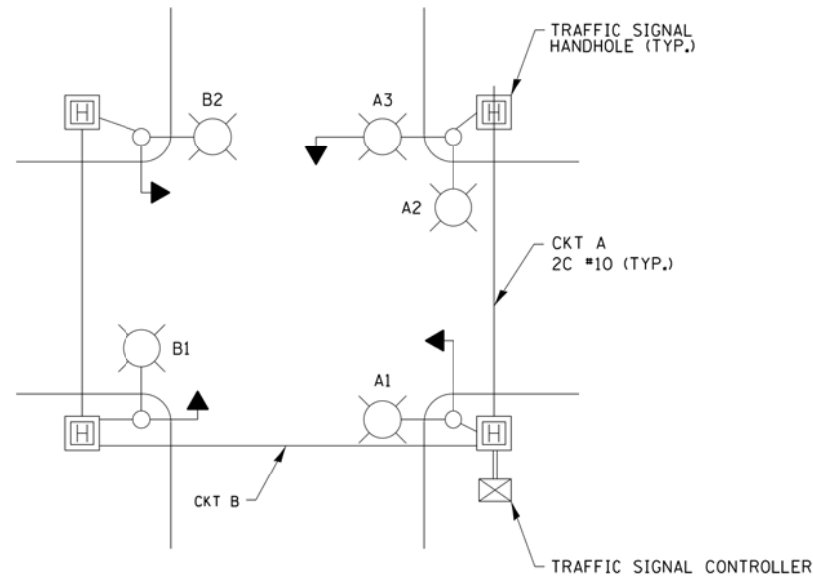 TRAFFIC SIGNAL
HANDHOLE (TYP.)
H
B2
A3
H
A2
CKT A
2C #10 (TYP.)
B1
A1
H
H
CKT B
TRAFFIC SIGNAL CONTROLLER